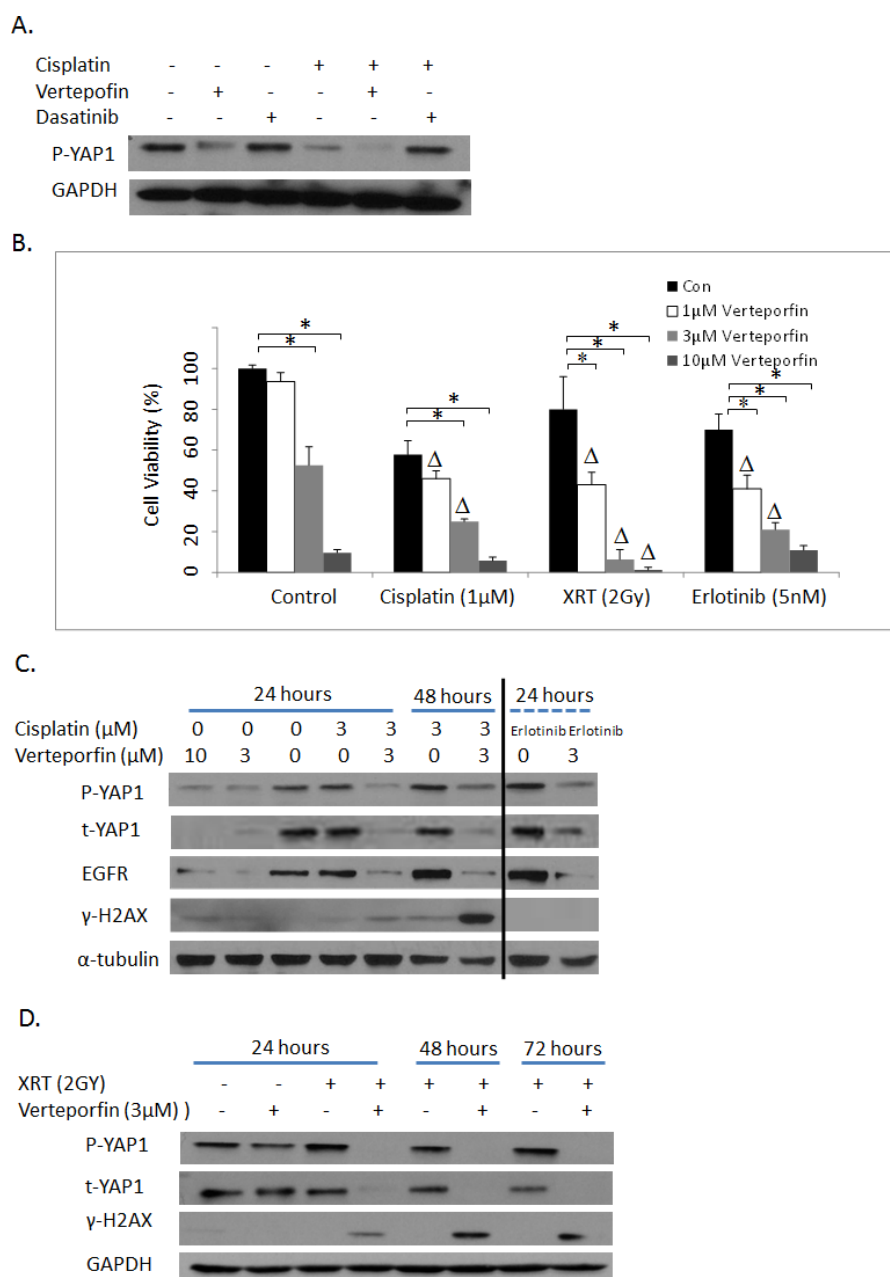 A.
Cisplatin - - - + + +
Vertepofin - + - - + -
Dasatinib - - + - - +
P-YAP1
GAPDH
B.
Con
1µM Verteporfin
3µM Verteporfin
10µM Verteporfin
* * * * * * * * * *
Δ Δ Δ Δ Δ Δ Δ
Cell Viability (%)
0 20 40 60 80 100
Control Cisplatin (1µM) XRT (2Gy) Erlotinib (5nM)
C.
24 hours 48 hours 24 hours
Cisplatin (µM) 0 0 0 3 3 3 3 Erlotinib Erlotinib
Verteporfin (µM) 10 3 0 0 3 0 3 0 3
P-YAP1
t-YAP1
EGFR
γ-H2AX
α-tubulin
D.
24 hours 48 hours 72 hours
XRT (2GY) - - + + + + + +
Verteporfin (3µM) ) - + - + - + - +
P-YAP1
t-YAP1
γ-H2AX
GAPDH